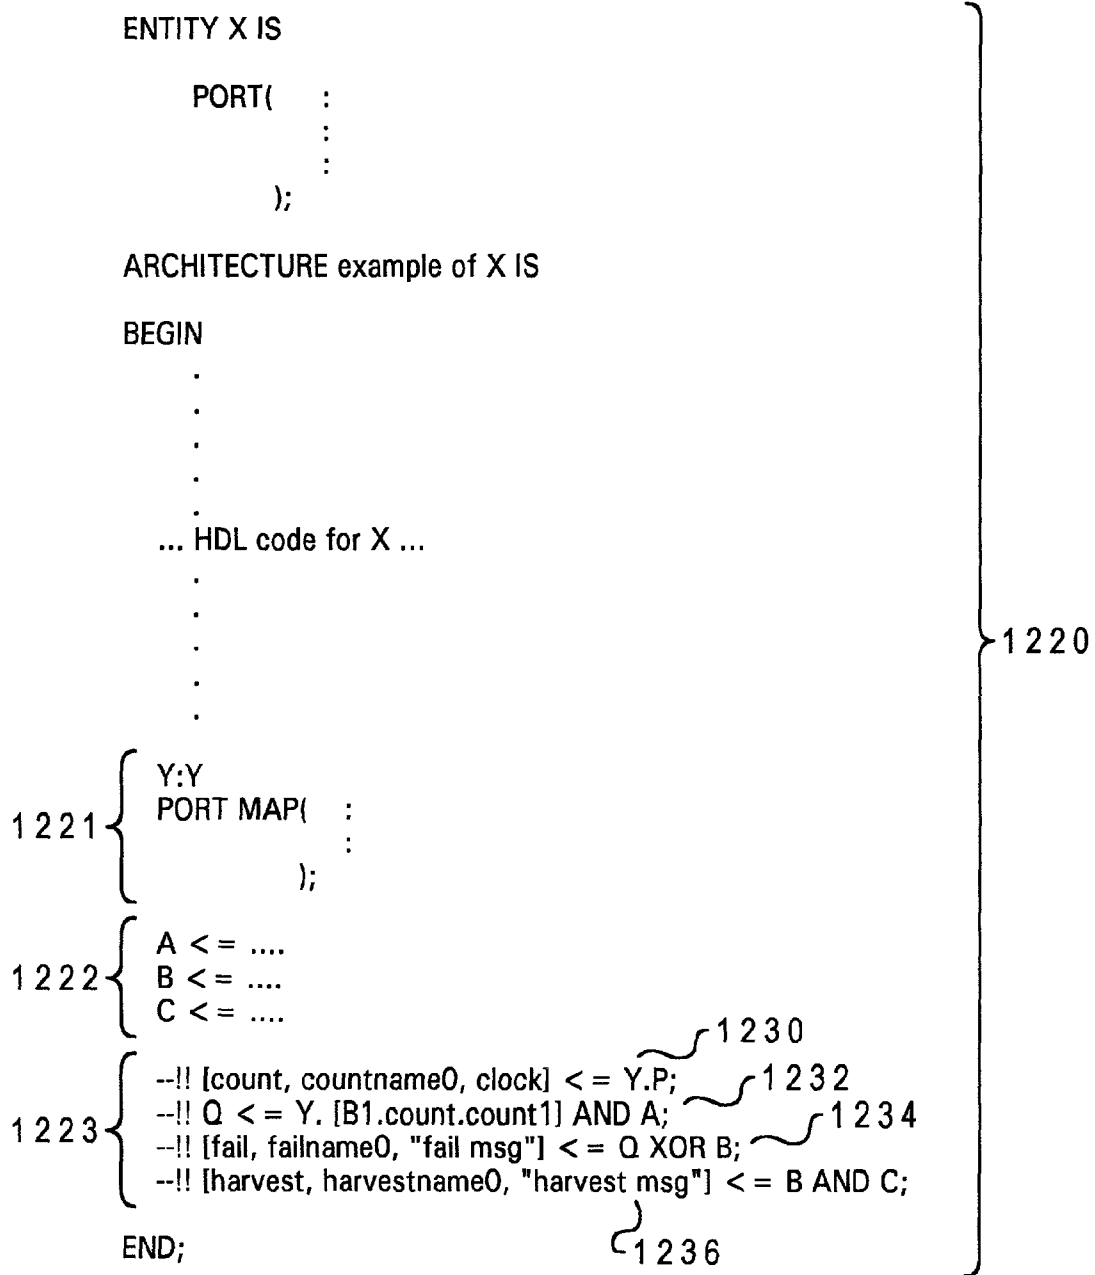 ENTITY X IS
PORT( :
:
:
);
ARCHITECTURE example of X IS
BEGIN
.
.
.
.
.
... HDL code for X ...
.
.
.
.
.
1220
1221
Y:Y
PORT MAP( :
:
);
1222
A < = ....
B < = ....
C < = ....
1223
1230
--!! [count, countname0, clock] < = Y.P;
1232
--!! Q < = Y. [B1.count.count1] AND A;
1234
--!! [fail, failname0, "fail msg"] < = Q XOR B;
--!! [harvest, harvestname0, "harvest msg"] < = B AND C;
END;
1236